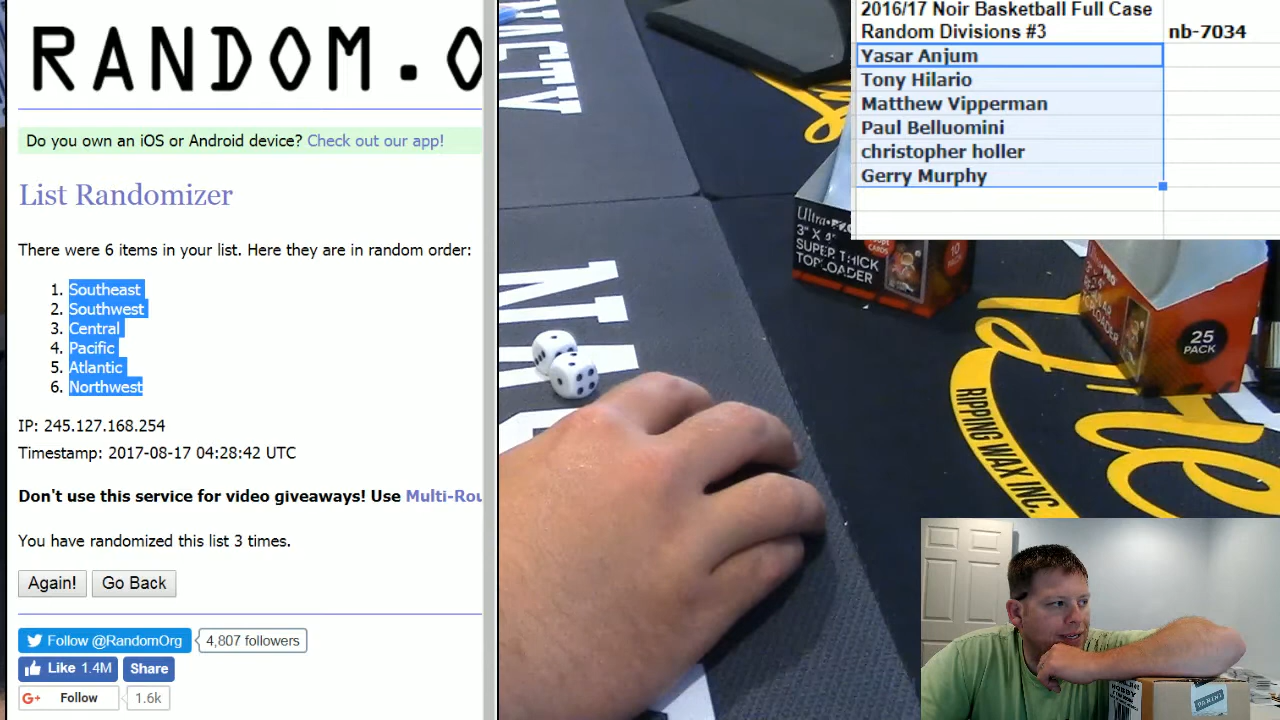 RANDOM.O
Do you own an iOS or Android device? Check out our app!
List Randomizer
There were 6 items in your list. Here they are in random order:
1. Southeast
2. Southwest
3. Central
4. Pacific
5. Atlantic
6. Northwest
IP: 245.127.168.254
Timestamp: 2017-08-17 04:28:42 UTC
Don't use this service for video giveaways! Use Multi-Rou
You have randomized this list 3 times.
Again! Go Back
Follow @RandomOrg 4,807 followers
Like 1.4M Share
G+ Follow 1.6k
2016/17 Noir Basketball Full Case
Random Divisions #3 nb-7034
Yasar Anjum
Tony Hilario
Matthew Vipperman
Paul Belluomini
christopher holler
Gerry Murphy
3" X 4"
SUPER THICK
TOPLOADER
25
PACK
RIPPING WAX INC.
PANINI